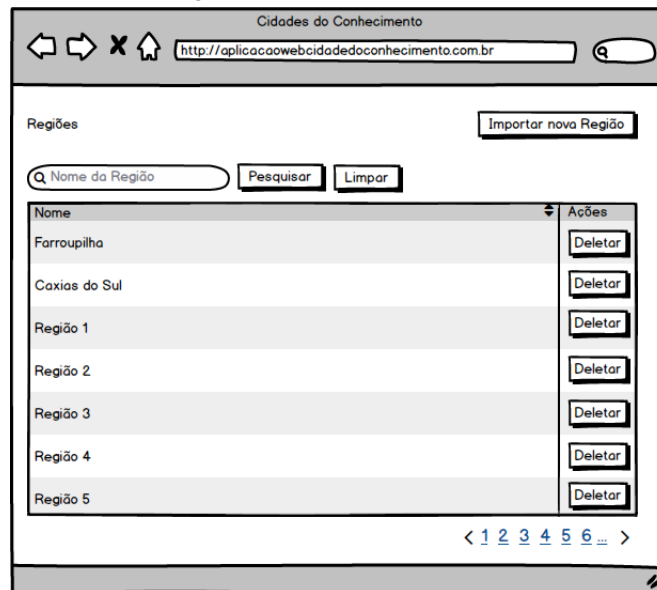 Cidades do Conhecimento
http://aplicacaowebcidadedoconhecimento.com.br
Regiões
Importar nova Região
Nome da Região
Pesquisar
Limpar
Nome
Ações
Farroupilha
Deletar
Caxias do Sul
Deletar
Região 1
Deletar
Região 2
Deletar
Região 3
Deletar
Região 4
Deletar
Região 5
Deletar
< 1 2 3 4 5 6 ... >